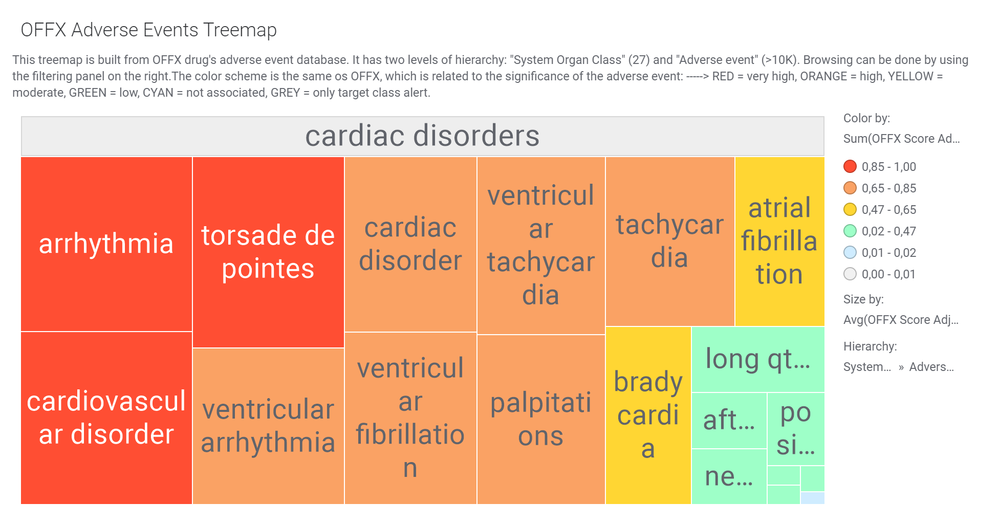 OFFX Adverse Events Treemap
This treemap is built from OFFX drug's adverse event database. It has two levels of hierarchy: "System Organ Class" (27) and "Adverse event" (>10K). Browsing can be done by using
the filtering panel on the right.The color scheme is the same os OFFX, which is related to the significance of the adverse event: -----> RED = very high, ORANGE = high, YELLOW =
moderate, GREEN = low, CYAN = not associated, GREY = only target class alert.
cardiac disorders
arrhythmia
cardiovascul
ar disorder
torsade de
pointes
ventricular
arrhythmia
cardiac
disorder
ventricul
ar
fibrillatio
n
ventricul
ar
tachycar
dia
palpitati
ons
tachycar
dia
atrial
fibrilla
tion
brady
cardi
a
long qt...
aft...
ne...
po
si...
Color by:
Sum(OFFX Score Ad...
0,85 - 1,00
0,65 - 0,85
0,47 - 0,65
0,02 - 0,47
0,01 - 0,02
0,00 - 0,01
Size by:
Avg(OFFX Score Adj...
Hierarchy:
System... » Advers...